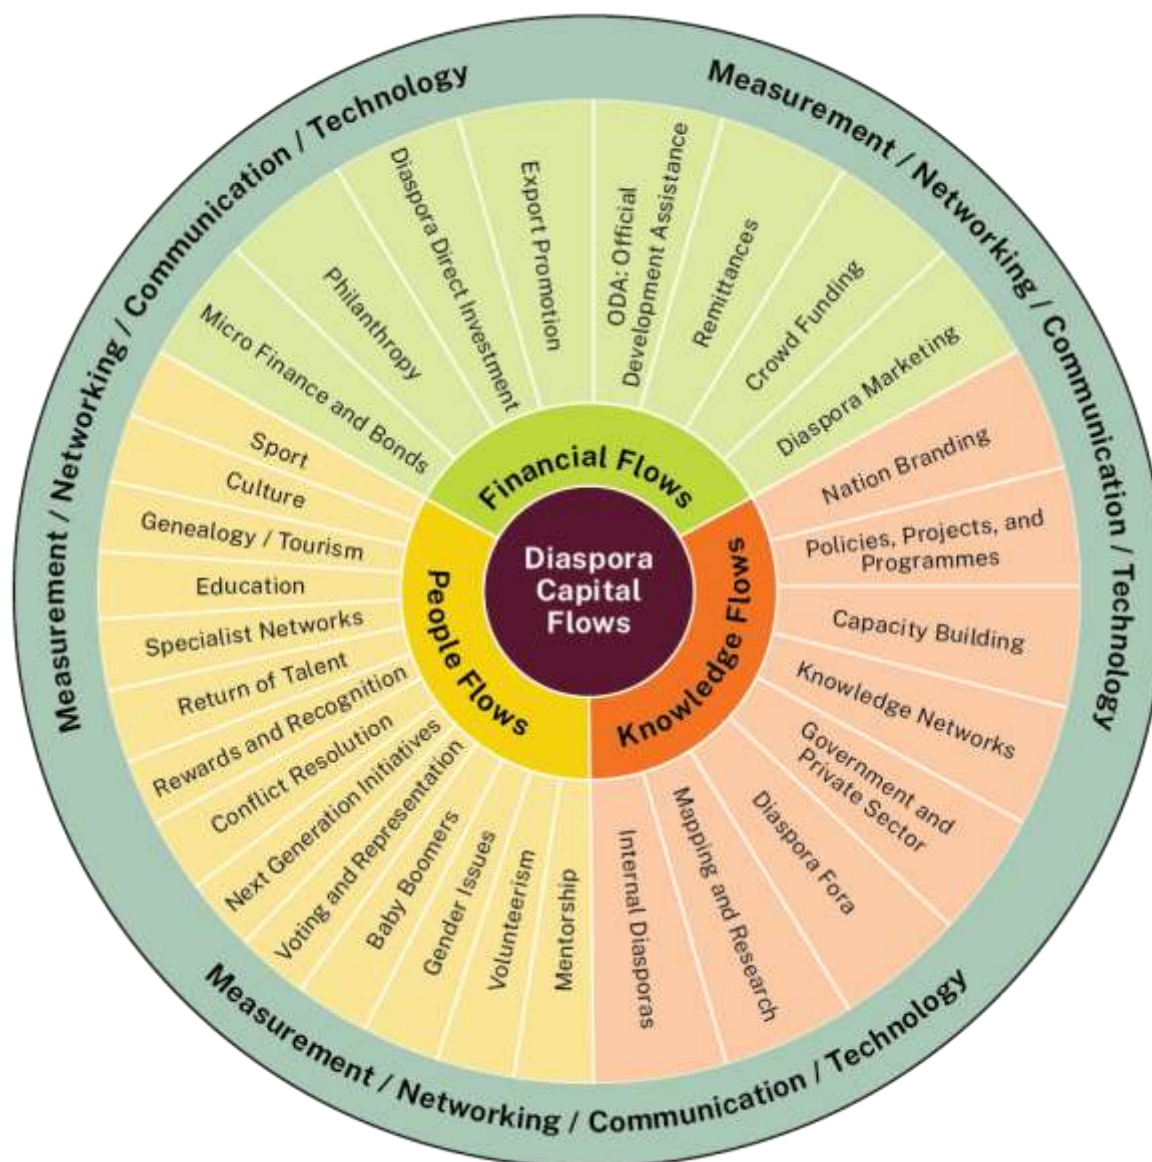 Measurement / Networking / Communication / Technology
Measurement / Networking / Communication / Technology
Measurement / Networking / Communication / Technology
Diaspora
Capital
Flows
Financial Flows
Micro Finance and Bonds
Philanthropy
Diaspora Direct Investment
Export Promotion
ODA: Official
Development Assistance
Remittances
Crowd Funding
Diaspora Marketing
Knowledge Flows
Nation Branding
Policies, Projects, and
Programmes
Capacity Building
Knowledge Networks
Government and
Private Sector
Diaspora Fora
Mapping and Research
Internal Diasporas
People Flows
Sport
Culture
Genealogy / Tourism
Education
Specialist Networks
Return of Talent
Rewards and Recognition
Conflict Resolution
Next Generation Initiatives
Voting and Representation
Baby Boomers
Gender Issues
Volunteerism
Mentorship